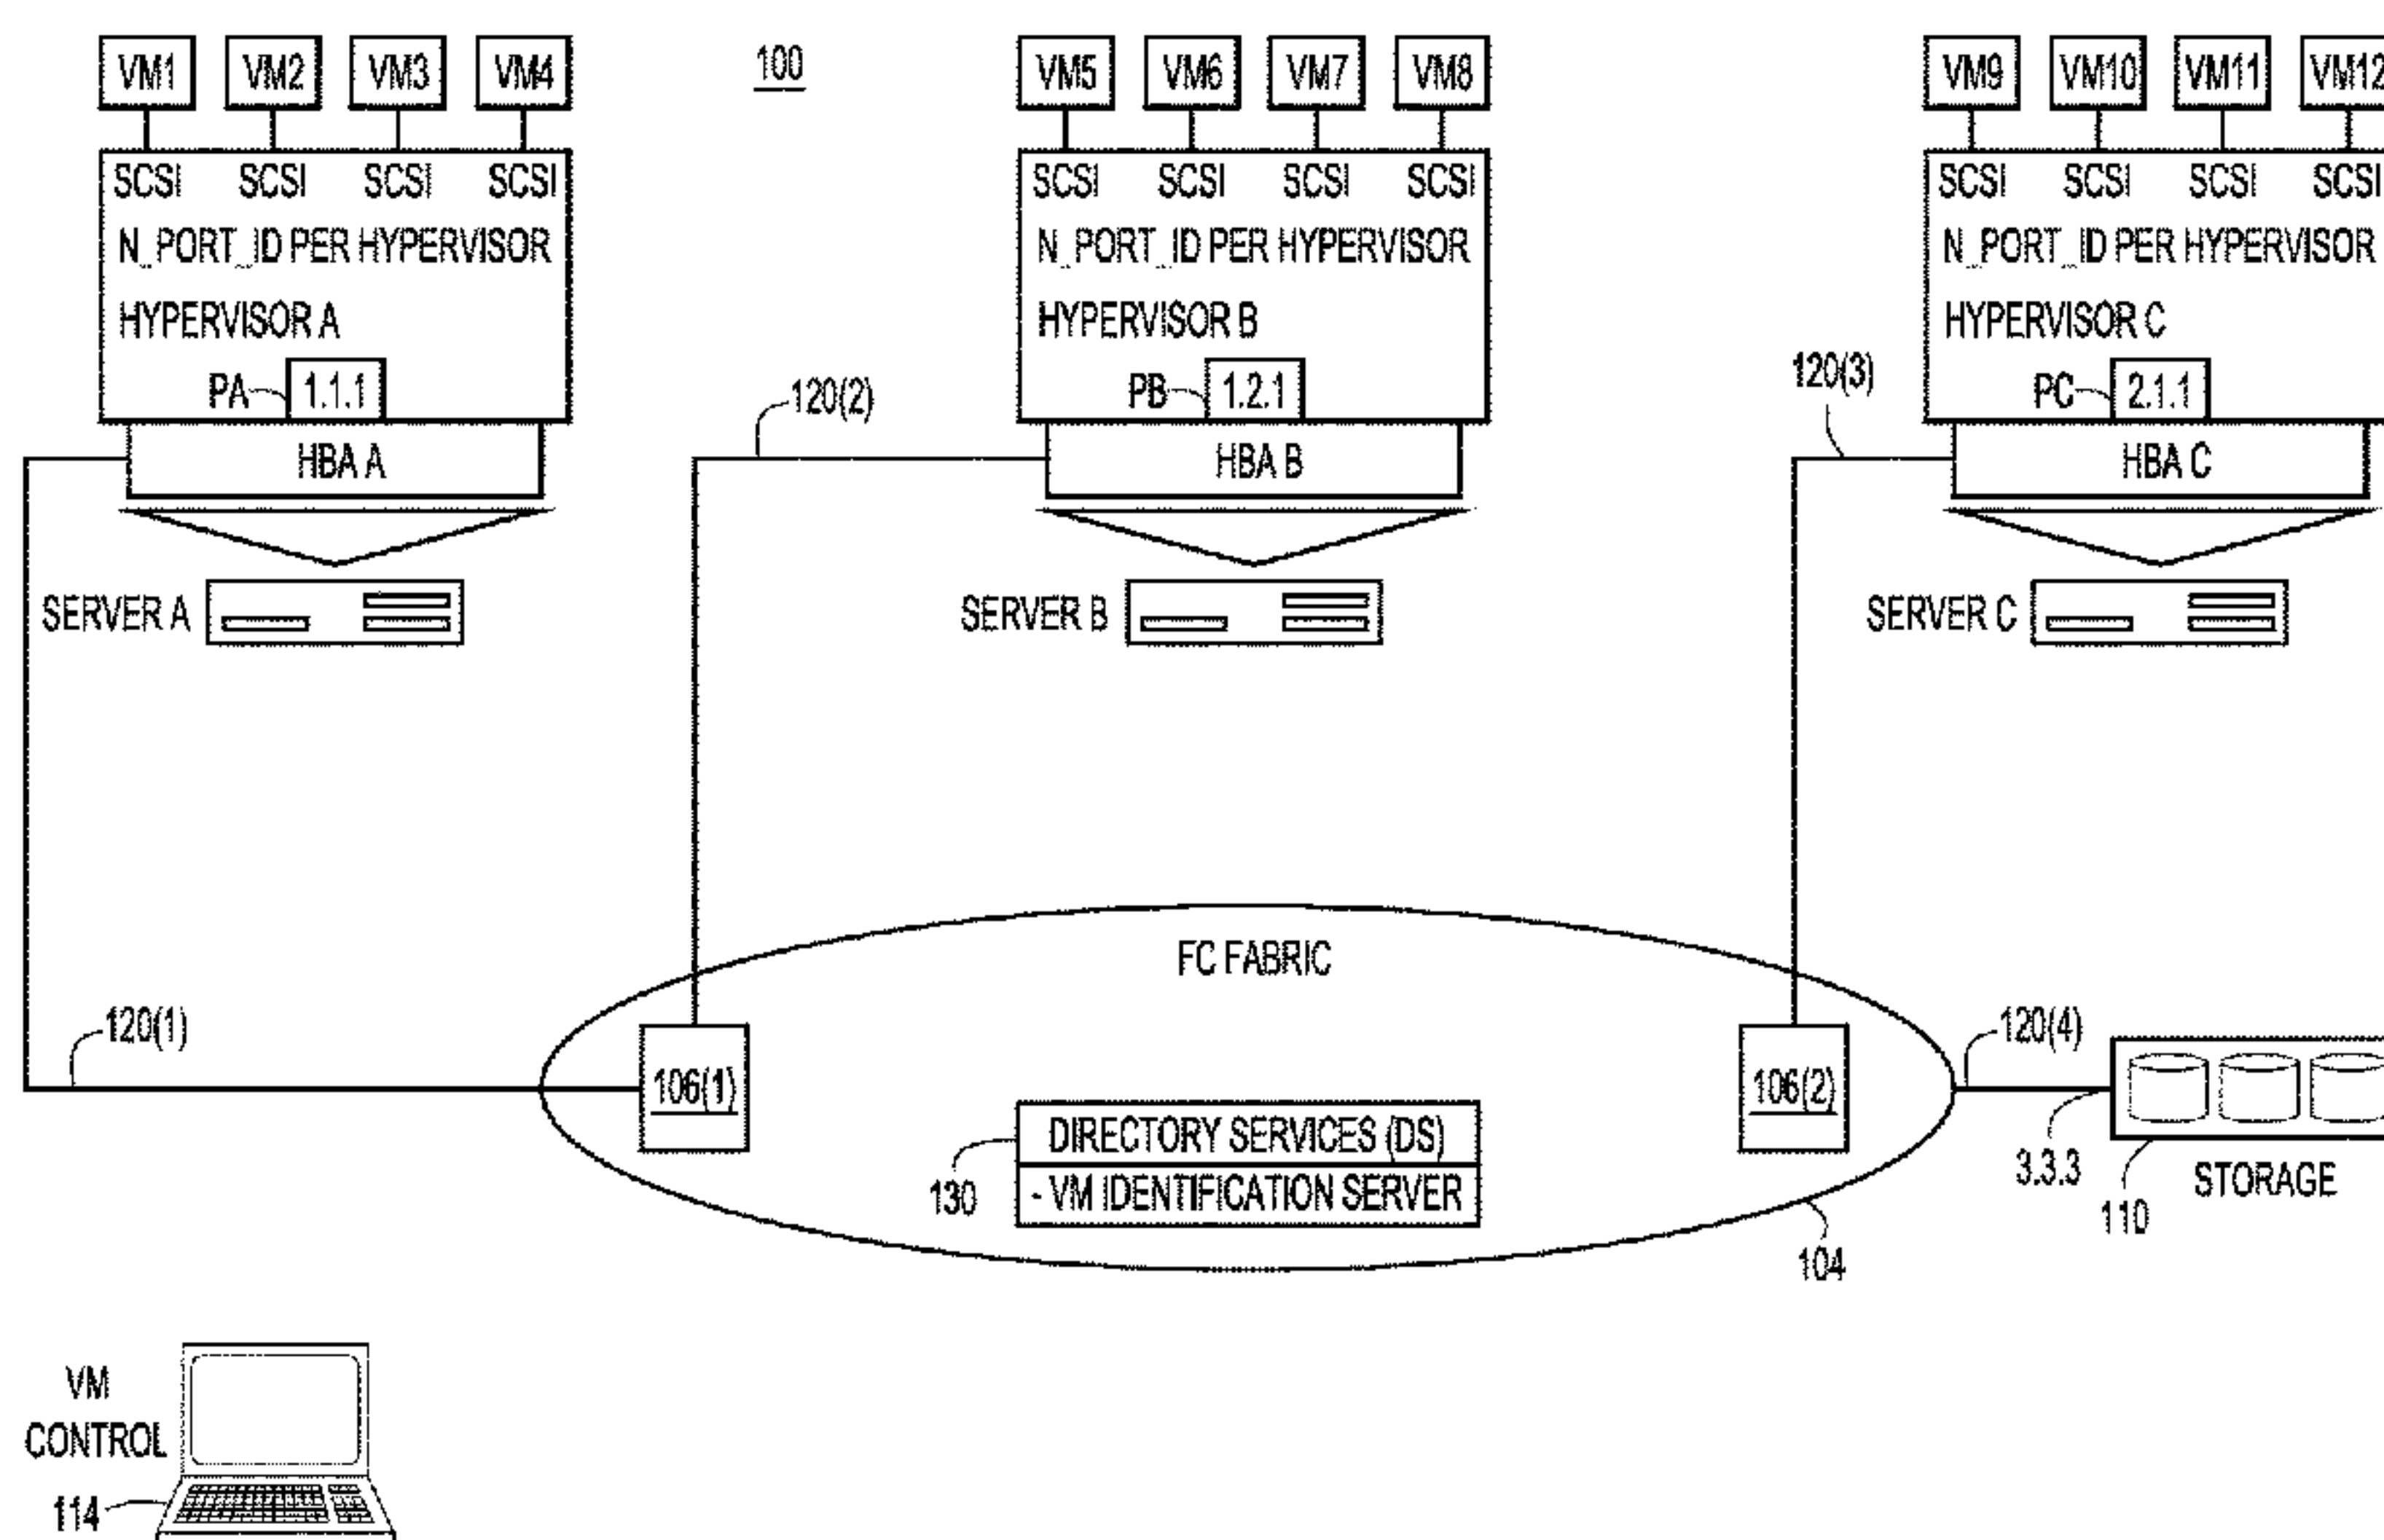 VM1 VM2 VM3 VM4
100
VM5 VM6 VM7 VM8
VM9 VM10 VM11 VM12
SCSI SCSI SCSI SCSI
N_PORT_ID PER HYPERVISOR
HYPERVISOR A
PA 1.1.1
HBA A
SERVER A
120(1)
SCSI SCSI SCSI SCSI
N_PORT_ID PER HYPERVISOR
HYPERVISOR B
PB 1.2.1
HBA B
120(2)
SERVER B
SCSI SCSI SCSI SCSI
N_PORT_ID PER HYPERVISOR
HYPERVISOR C
PC 2.1.1
HBA C
120(3)
SERVER C
FC FABRIC
106(1)
106(2)
DIRECTORY SERVICES (DS)
- VM IDENTIFICATION SERVER
130
104
120(4)
3.3.3
110
STORAGE
VM
CONTROL
114